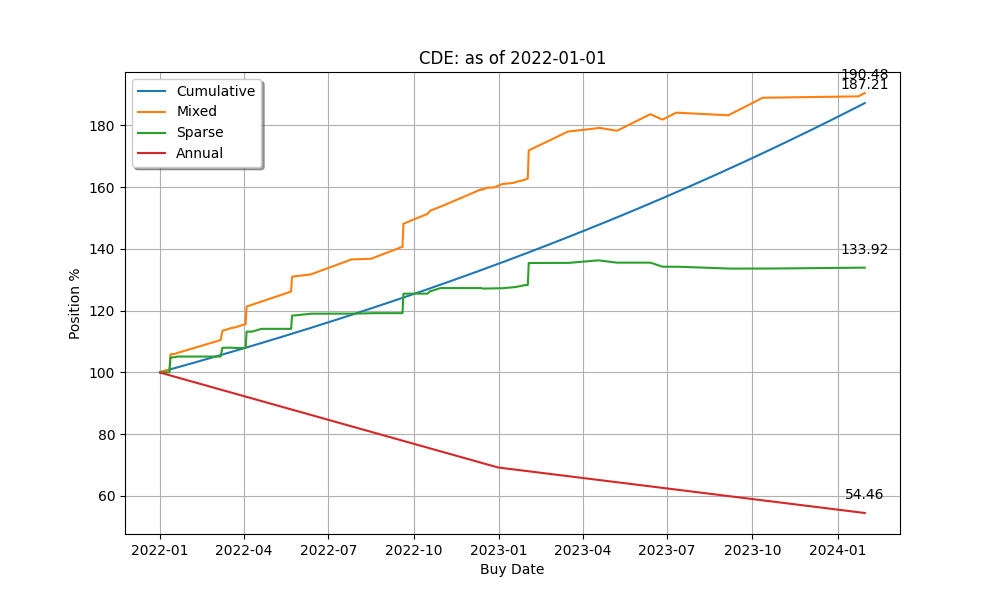 CDE: as of 2022-01-01
190.48
187.21
Cumulative
Mixed
Sparse
Annual
180
160
140
120
100
80
60
133.92
54.46
Position %
2022-01 2022-04 2022-07 2022-10 2023-01 2023-04 2023-07 2023-10 2024-01
Buy Date